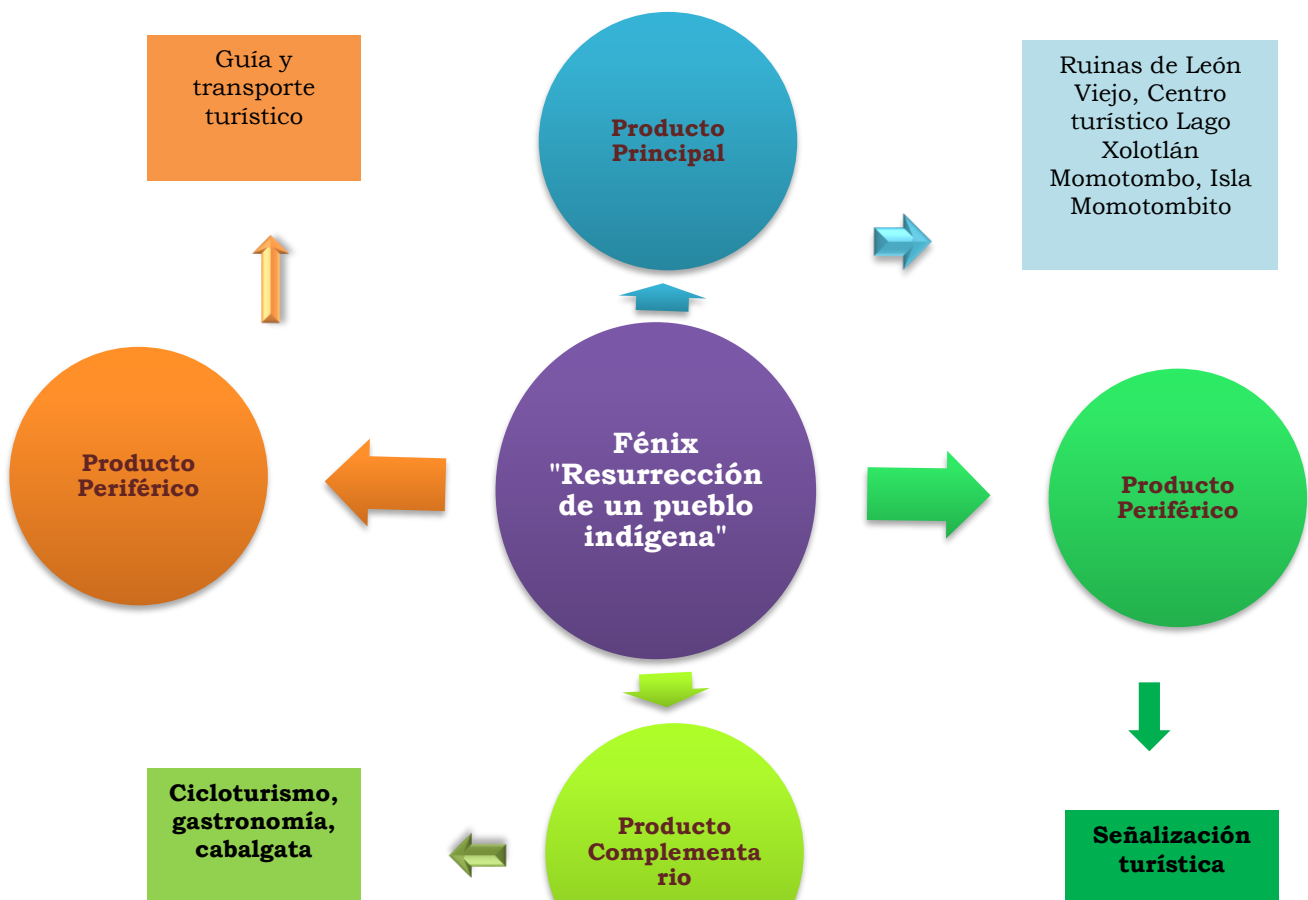 Guía y
transporte
turístico
Producto
Principal
Ruinas de León
Viejo, Centro
turístico Lago
Xolotlán
Momotombo, Isla
Momotombito
Producto
Periférico
Fénix
"Resurrección
de un pueblo
indígena"
Producto
Periférico
Cicloturismo,
gastronomía,
cabalgata
Producto
Complementa
rio
Señalización
turística